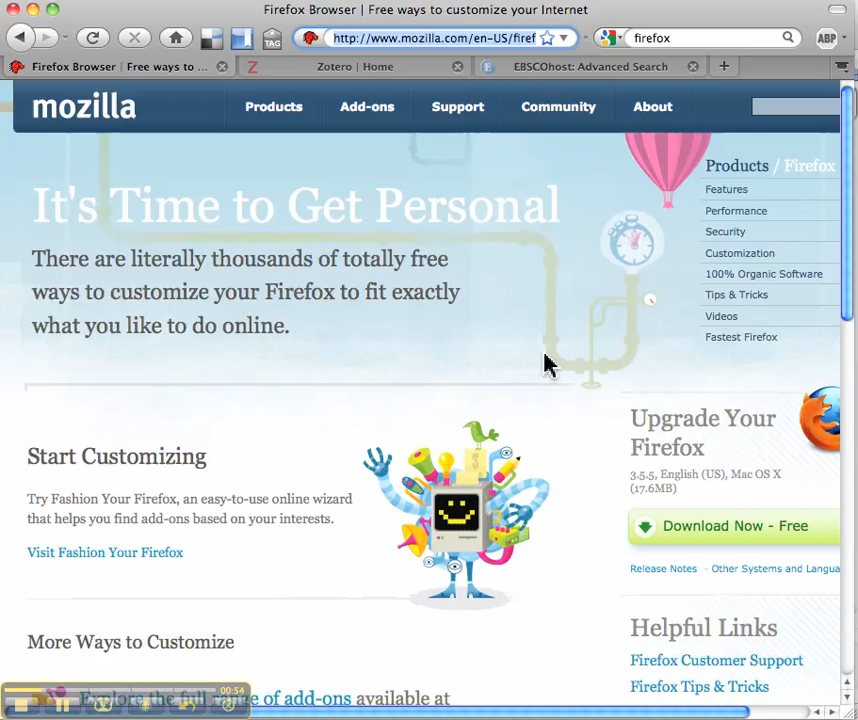 Firefox Browser | Free ways to customize your Internet
TAG
http://www.mozilla.com/en-US/firef
firefox
ABP
Firefox Browser | Free ways to ...
Zotero | Home
EBSCOhost: Advanced Search
mozilla
Products
Add-ons
Support
Community
About
It's Time to Get Personal
There are literally thousands of totally free
ways to customize your Firefox to fit exactly
what you like to do online.
Products / Firefox
Features
Performance
Security
Customization
100% Organic Software
Tips & Tricks
Videos
Fastest Firefox
Start Customizing
Try Fashion Your Firefox, an easy-to-use online wizard
that helps you find add-ons based on your interests.
Visit Fashion Your Firefox
Upgrade Your
Firefox
3.5.5, English (US), Mac OS X
(17.6MB)
Download Now - Free
Release Notes - Other Systems and Langua
More Ways to Customize
Explore the full range of add-ons available at
Helpful Links
Firefox Customer Support
Firefox Tips & Tricks
00:54